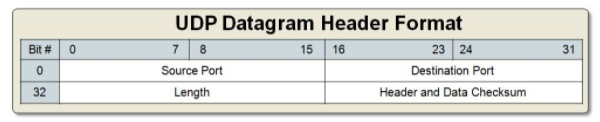 UDP Datagram Header Format
Bit # 0 7 8 15 16 23 24 31
0 Source Port Destination Port
32 Length Header and Data Checksum